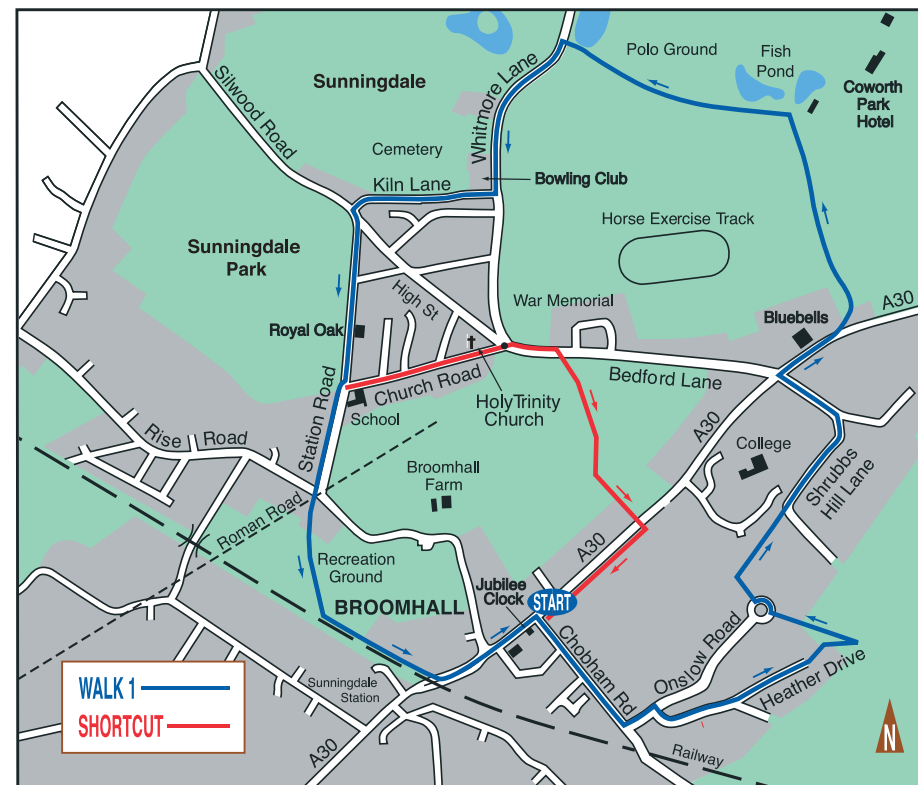 Polo Ground
Fish
Pond
Coworth
Park
Hotel
Sunningdale
Silwood Road
Whitmore Lane
Cemetery
Kiln Lane
Bowling Club
Horse Exercise Track
Sunningdale
Park
High St
War Memorial
A30
Bluebells
Royal Oak
Church Road
Bedford Lane
Holy Trinity
Church
School
Station Road
Rise Road
A30
College
Shrubbs
Hill Lane
Broomhall
Farm
Roman Road
A30
Recreation
Ground
Jubilee
Clock
START
BROOMHALL
Chobham Rd
Onslow Road
Heather Drive
Sunningdale
Station
WALK 1
SHORTCUT
A30
Railway
N